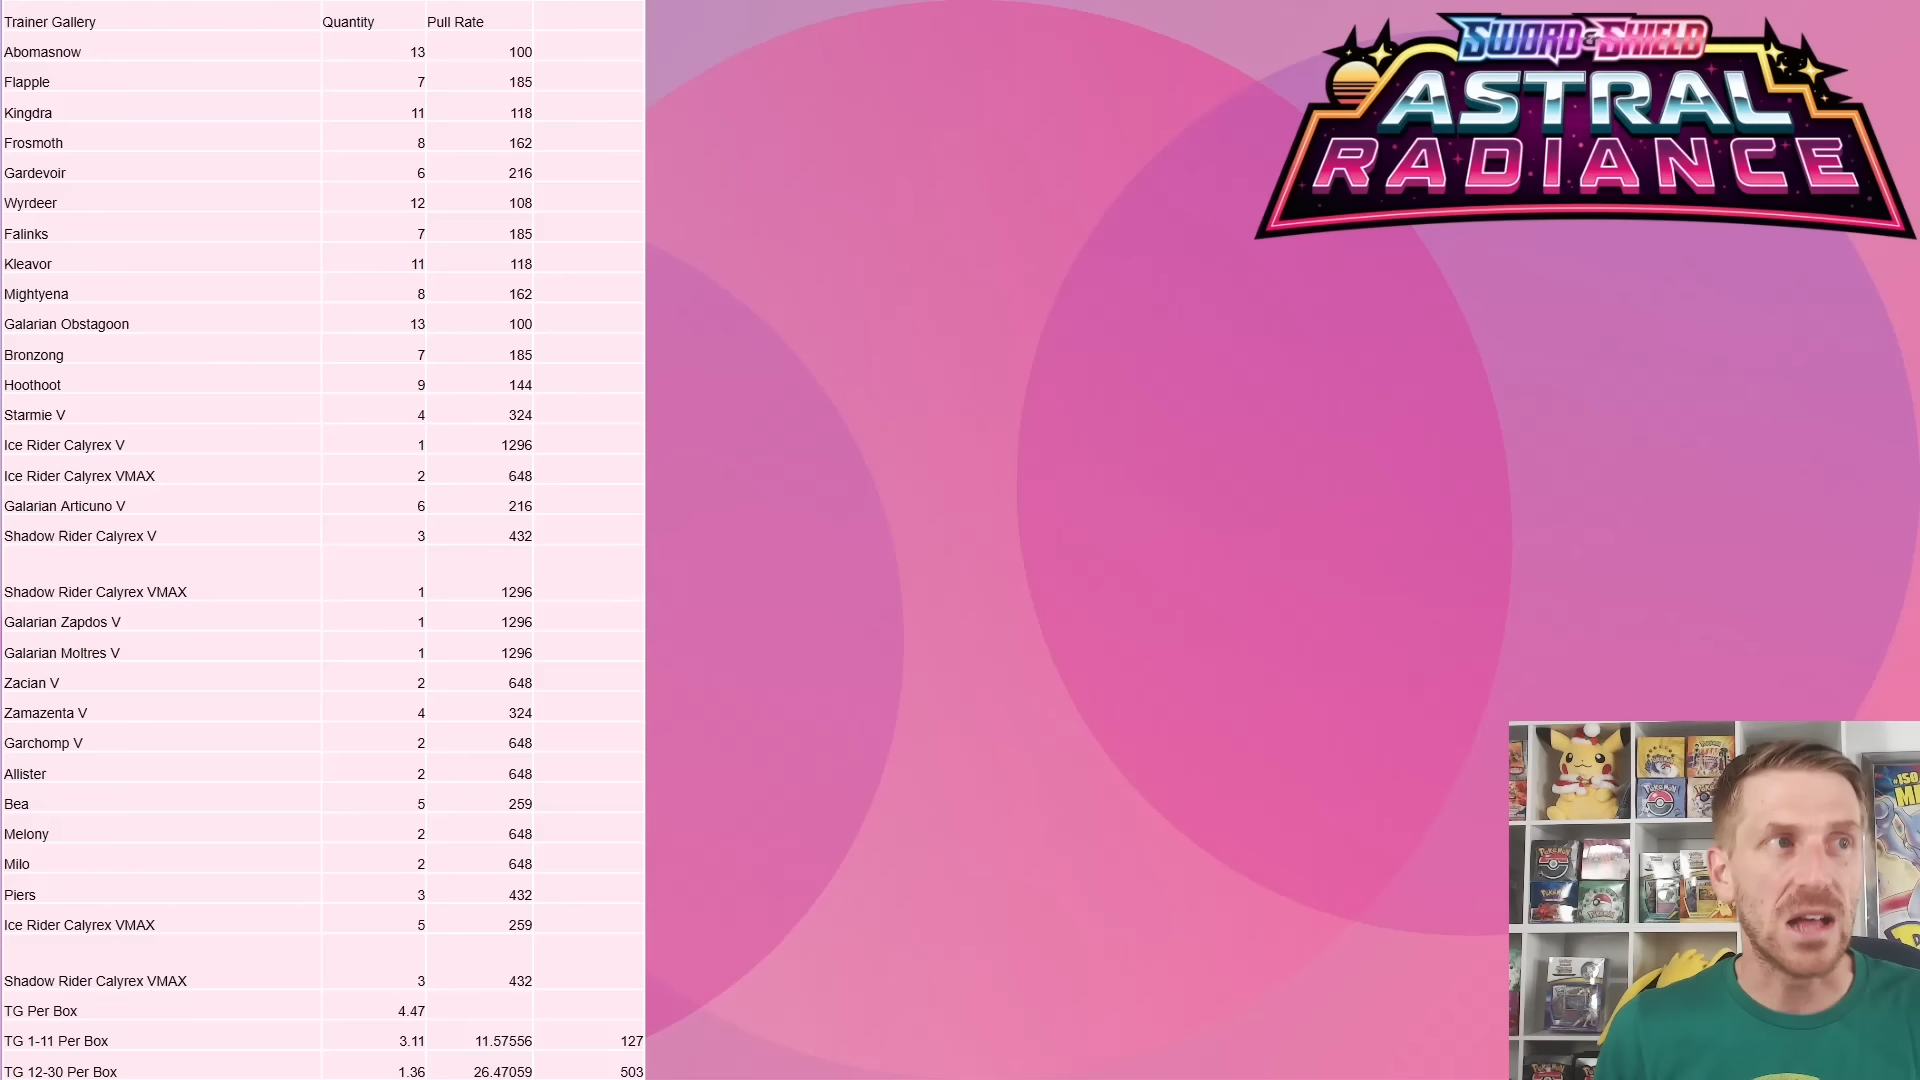 Trainer Gallery Quantity Pull Rate
Abomasnow 13 100
Flapple 7 185
Kingdra 11 118
Frosmoth 8 162
Gardevoir 6 216
Wyrdeer 12 108
Falinks 7 185
Kleavor 11 118
Mightyena 8 162
Galarian Obstagoon 13 100
Bronzong 7 185
Hoothoot 9 144
Starmie V 4 324
Ice Rider Calyrex V 1 1296
Ice Rider Calyrex VMAX 2 648
Galarian Articuno V 6 216
Shadow Rider Calyrex V 3 432
Shadow Rider Calyrex VMAX 1 1296
Galarian Zapdos V 1 1296
Galarian Moltres V 1 1296
Zacian V 2 648
Zamazenta V 4 324
Garchomp V 2 648
Allister 2 648
Bea 5 259
Melony 2 648
Milo 2 648
Piers 3 432
Ice Rider Calyrex VMAX 5 259
Shadow Rider Calyrex VMAX 3 432
TG Per Box 4.47
TG 1-11 Per Box 3.11 11.57556 127
TG 12-30 Per Box 1.36 26.47059 503
SWORD & SHIELD
ASTRAL
RADIANCE